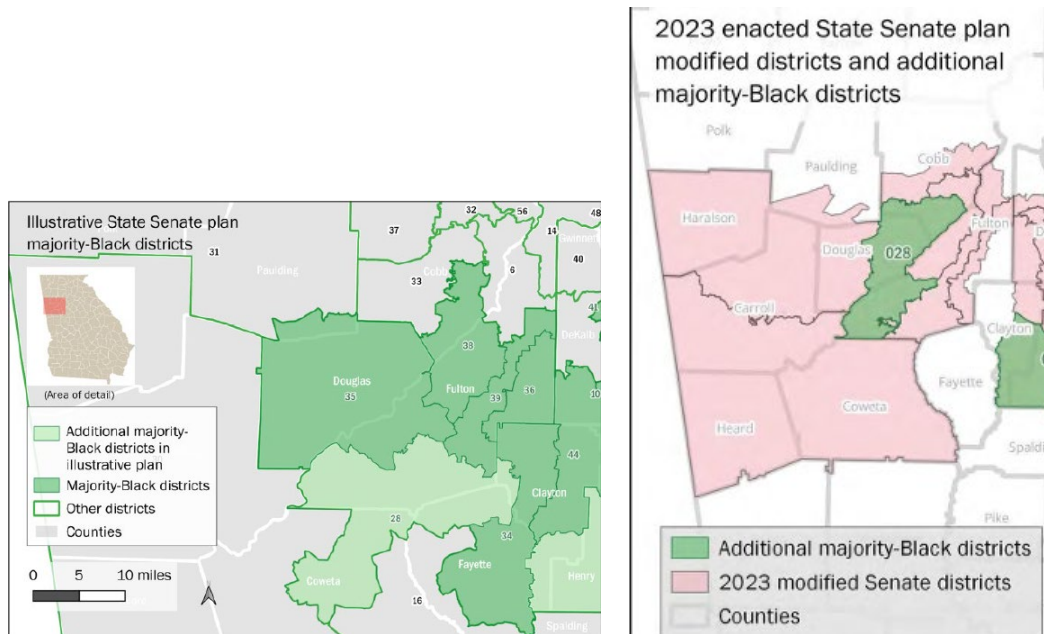 Illustrative State Senate plan
majority-Black districts
32
56
48
37
14
Gwinnett
31
40
Cobb
Paulding
6
33
41
DeKalb
(Area of detail)
38
Douglas
Fulton
36
35
39
10
Additional majority-
Black districts in
illustrative plan
Majority-Black districts
Other districts
Counties
44
Clayton
28
34
0 5 10 miles
Coweta
Fayette
Henry
16
Spalding
2023 enacted State Senate plan
modified districts and additional
majority-Black districts
Polk
Paulding
Cobb
Haralson
Fulton
D
Douglas
028
Carroll
Clayton
0
Fayette
Coweta
Heard
Spaldi
Pike
Additional majority-Black districts
2023 modified Senate districts
Counties